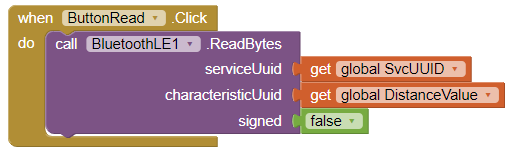 when ButtonRead .Click
do call BluetoothLE1 .ReadBytes
serviceUuid get global SvcUUID
characteristicUuid get global DistanceValue
signed false